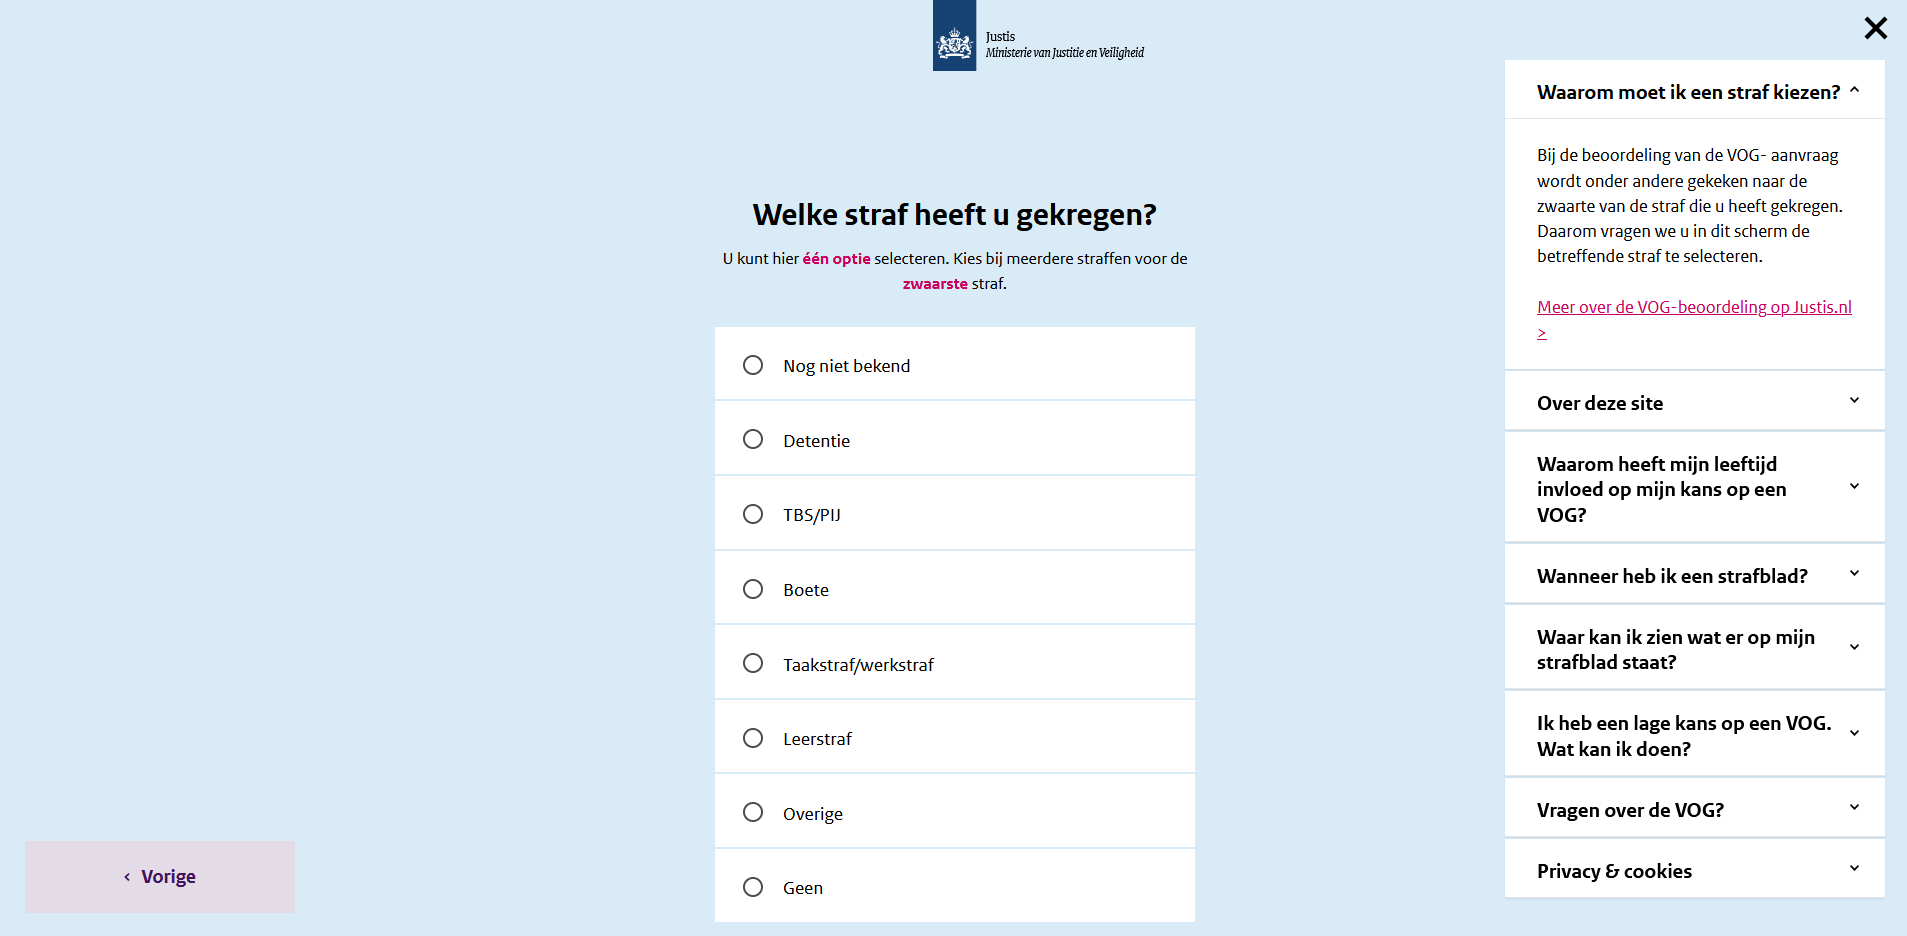 Justis
Ministerie van Justitie en Veiligheid
Welke straf heeft u gekregen?
U kunt hier één optie selecteren. Kies bij meerdere straffen voor de
zwaarste straf.
Nog niet bekend
Detentie
TBS/PIJ
Boete
Taakstraf/werkstraf
Leerstraf
Overige
Geen
‹ Vorige
Waarom moet ik een straf kiezen?
Bij de beoordeling van de VOG- aanvraag
wordt onder andere gekeken naar de
zwaarte van de straf die u heeft gekregen.
Daarom vragen we u in dit scherm de
betreffende straf te selecteren.
Meer over de VOG-beoordeling op Justis.nl
>
Over deze site
Waarom heeft mijn leeftijd
invloed op mijn kans op een
VOG?
Wanneer heb ik een strafblad?
Waar kan ik zien wat er op mijn
strafblad staat?
Ik heb een lage kans op een VOG.
Wat kan ik doen?
Vragen over de VOG?
Privacy & cookies